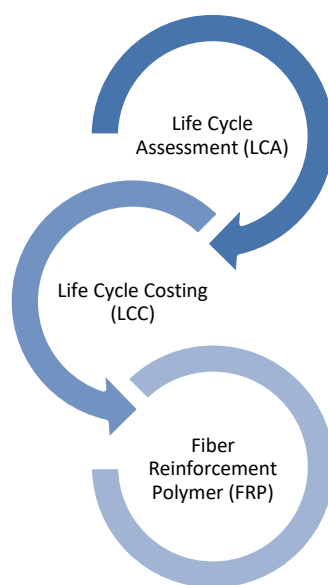 Life Cycle
Assessment (LCA)
Life Cycle Costing
(LCC)
Fiber
Reinforcement
Polymer (FRP)